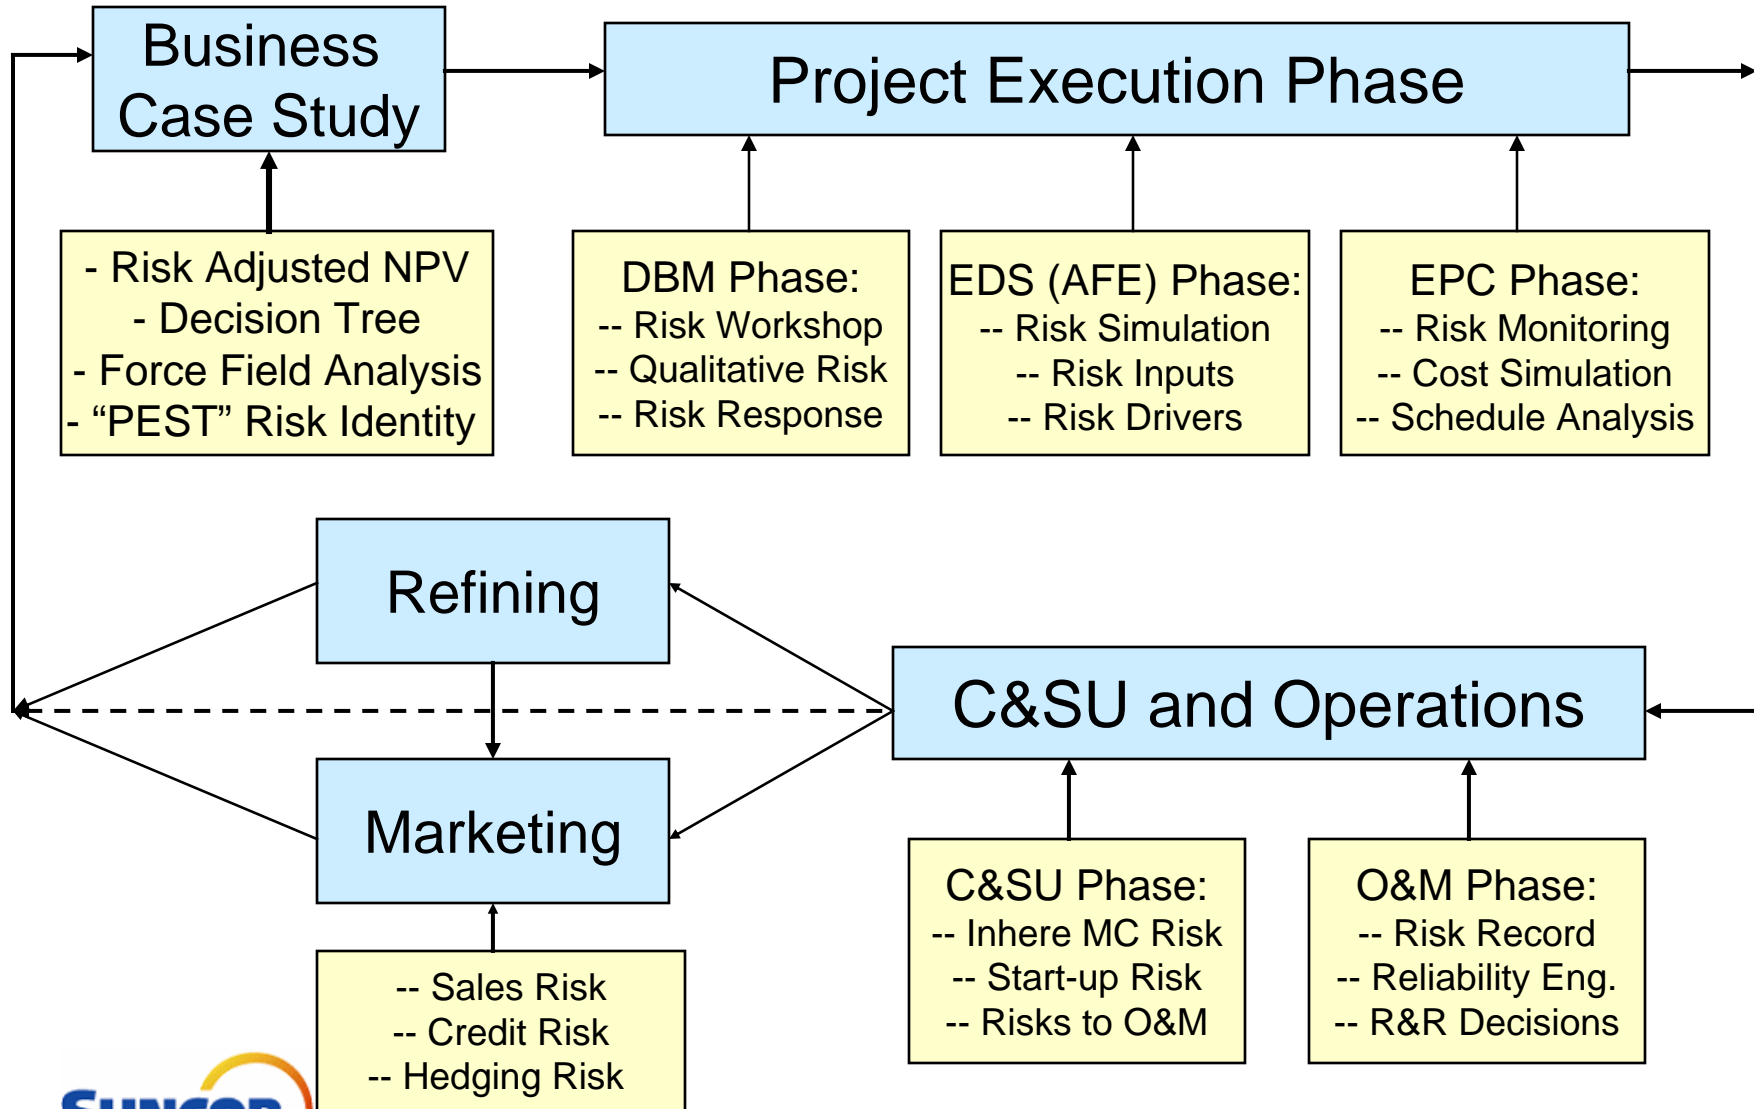 Business
Case Study
Project Execution Phase
- Risk Adjusted NPV
- Decision Tree
- Force Field Analysis
- “PEST” Risk Identity
DBM Phase:
-- Risk Workshop
-- Qualitative Risk
-- Risk Response
EDS (AFE) Phase:
-- Risk Simulation
-- Risk Inputs
-- Risk Drivers
EPC Phase:
-- Risk Monitoring
-- Cost Simulation
-- Schedule Analysis
Refining
Marketing
C&SU and Operations
-- Sales Risk
-- Credit Risk
-- Hedging Risk
C&SU Phase:
-- Inhere MC Risk
-- Start-up Risk
-- Risks to O&M
O&M Phase:
-- Risk Record
-- Reliability Eng.
-- R&R Decisions
SUNCOR